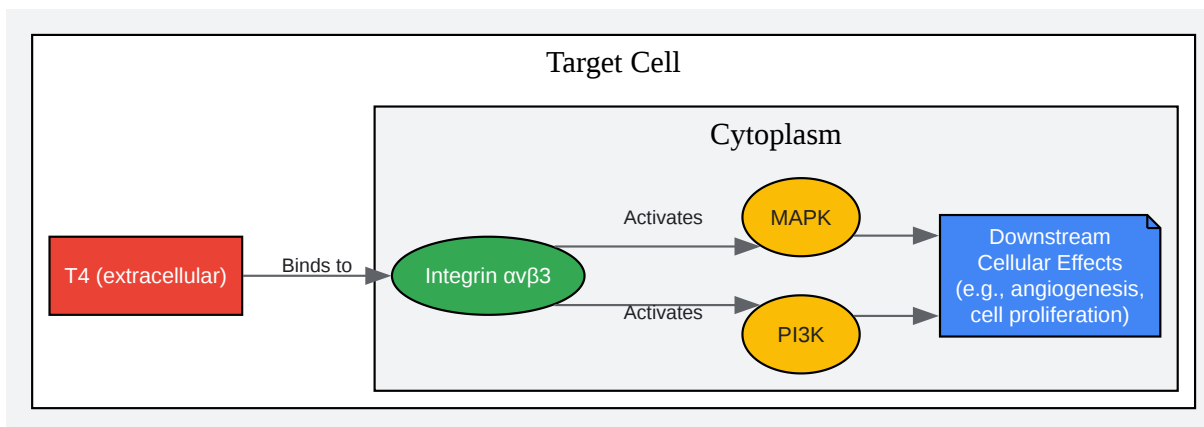 Target Cell
Cytoplasm
Activates
MAPK
T4 (extracellular)
Binds to
Integrin αvβ3
Downstream
Cellular Effects
(e.g., angiogenesis,
cell proliferation)
Activates
PI3K